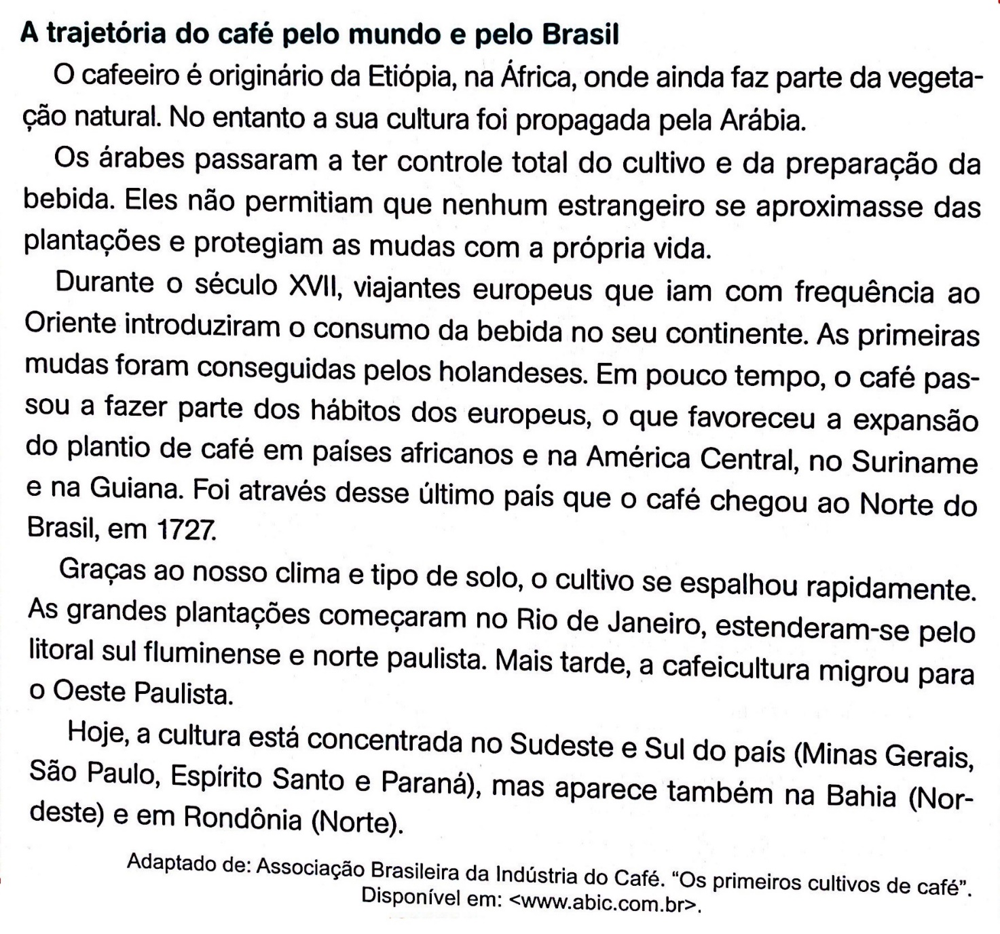 A trajetória do café pelo mundo e pelo Brasil
O cafeeiro é originário da Etiópia, na África, onde ainda faz parte da vegeta-
ção natural. No entanto a sua cultura foi propagada pela Arábia.
Os árabes passaram a ter controle total do cultivo e da preparação da
bebida. Eles não permitiam que nenhum estrangeiro se aproximasse das
plantações e protegiam as mudas com a própria vida.
Durante o século XVII, viajantes europeus que iam com frequência ao
Oriente introduziram o consumo da bebida no seu continente. As primeiras
mudas foram conseguidas pelos holandeses. Em pouco tempo, o café pas-
sou a fazer parte dos hábitos dos europeus, o que favoreceu a expansão
do plantio de café em países africanos e na América Central, no Suriname
e na Guiana. Foi através desse último país que o café chegou ao Norte do
Brasil, em 1727.
Graças ao nosso clima e tipo de solo, o cultivo se espalhou rapidamente.
As grandes plantações começaram no Rio de Janeiro, estenderam-se pelo
litoral sul fluminense e norte paulista. Mais tarde, a cafeicultura migrou para
o Oeste Paulista.
Hoje, a cultura está concentrada no Sudeste e Sul do país (Minas Gerais,
São Paulo, Espírito Santo e Paraná), mas aparece também na Bahia (Nor-
deste) e em Rondônia (Norte).
Adaptado de: Associação Brasileira da Indústria do Café. “Os primeiros cultivos de café”.
Disponível em: <www.abic.com.br>.